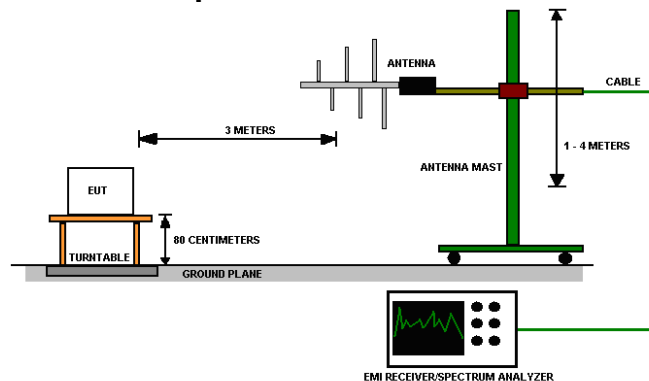 ANTENNA
CABLE
3 METERS
1 - 4 METERS
ANTENNA MAST
EUT
80 CENTIMETERS
TURNTABLE
GROUND PLANE
EMI RECEIVER/SPECTRUM ANALYZER